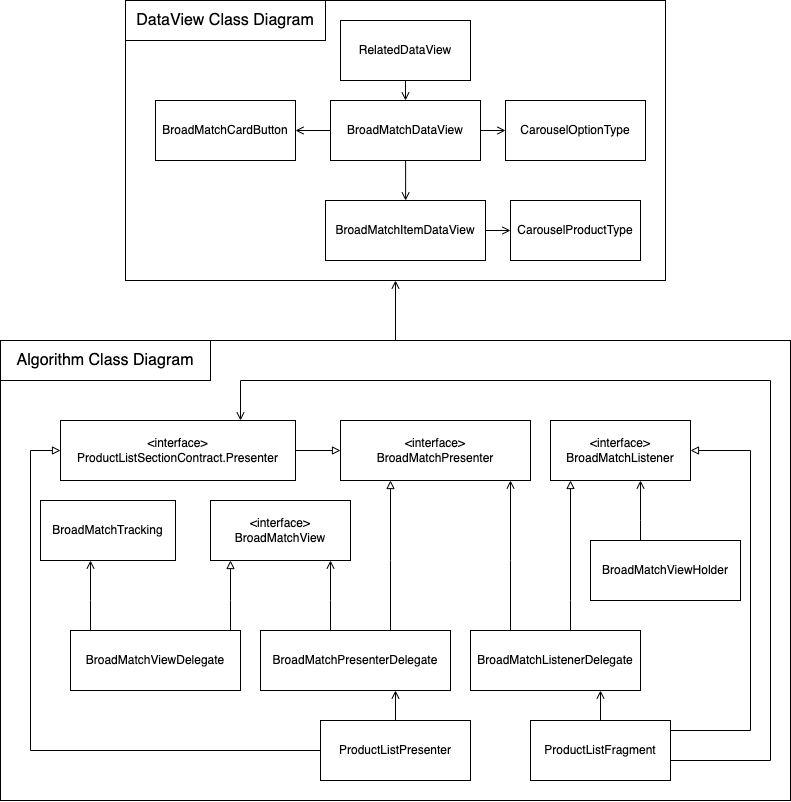 DataView Class Diagram
RelatedDataView
BroadMatchCardButton
BroadMatchDataView
CarouselOptionType
BroadMatchItemDataView
CarouselProductType
Algorithm Class Diagram
<interface>
ProductListSectionContract.Presenter
<interface>
BroadMatchPresenter
<interface>
BroadMatchListener
BroadMatchTracking
<interface>
BroadMatchView
BroadMatchViewHolder
BroadMatchViewDelegate
BroadMatchPresenterDelegate
BroadMatchListenerDelegate
ProductListPresenter
ProductListFragment